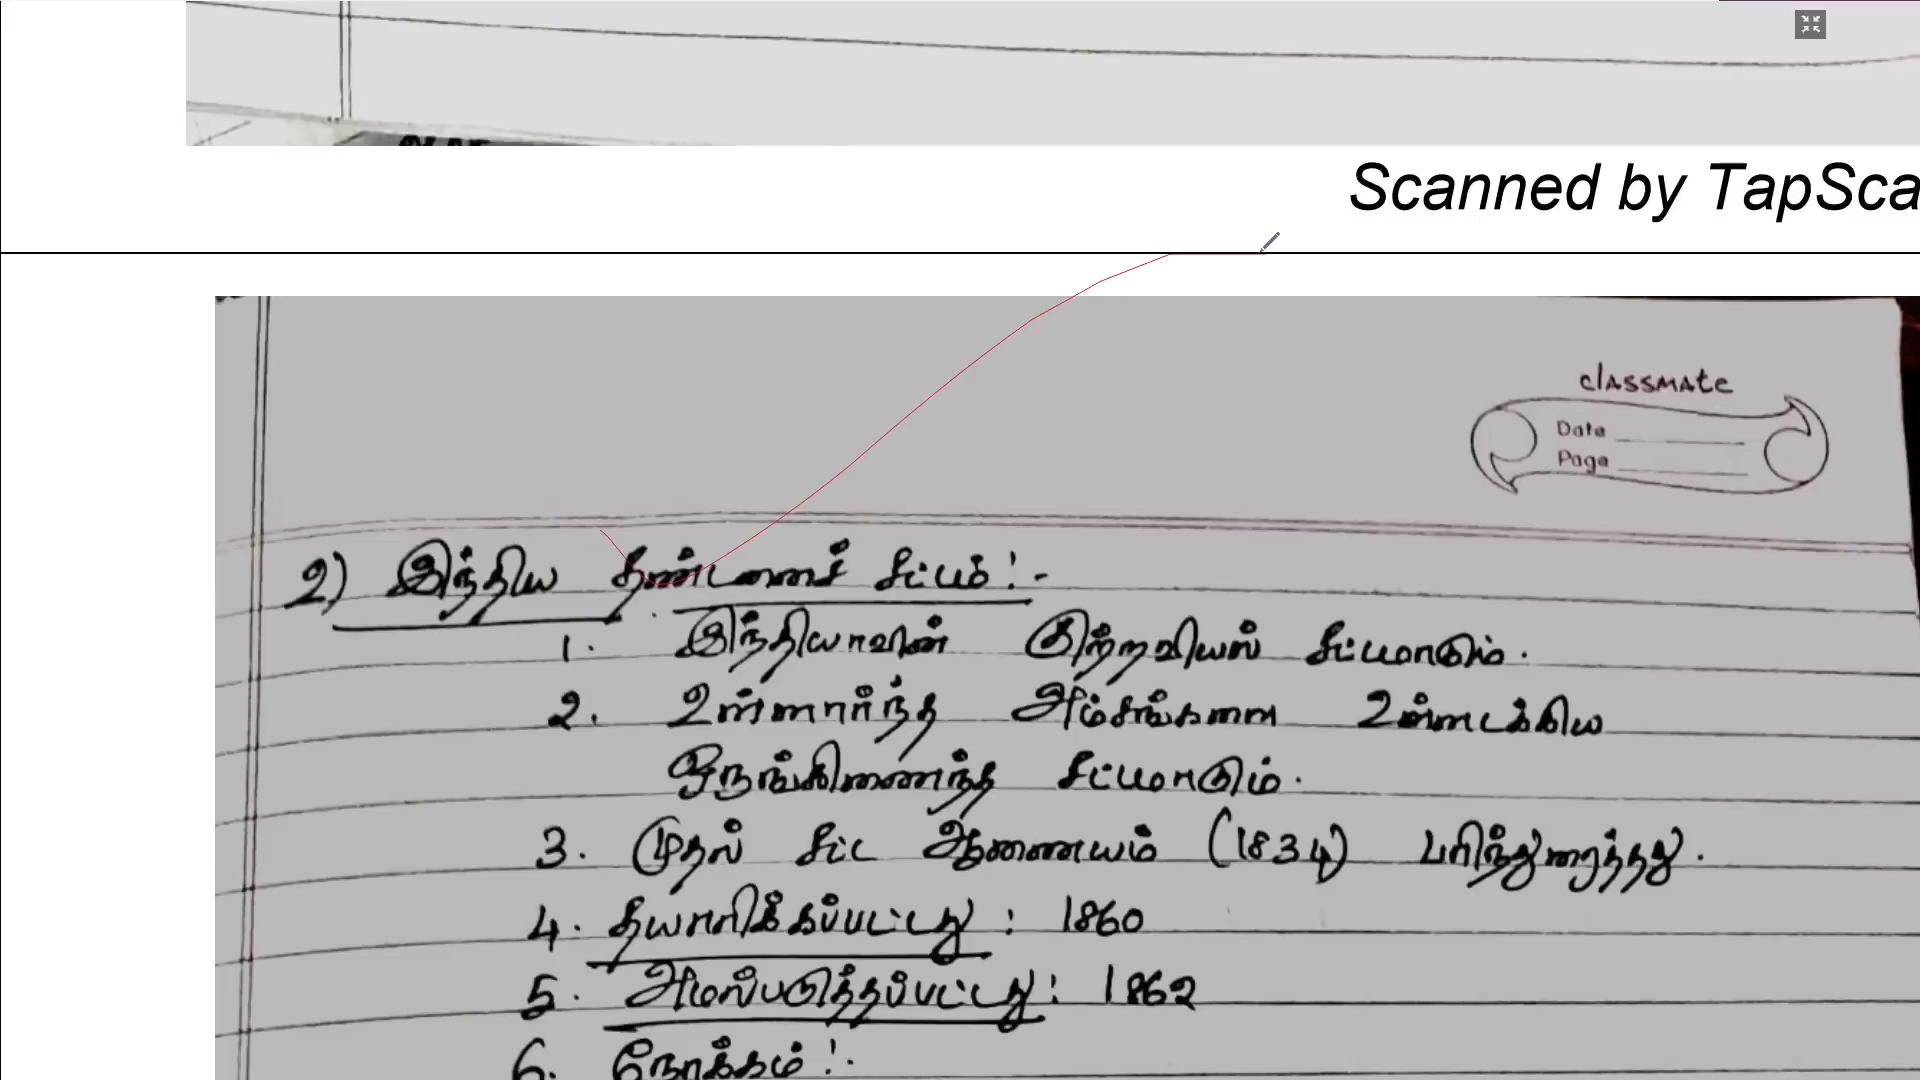 Scanned by TapSca
classmate
Date
Page
2) இந்திய தண்டனைச் சட்டம் :-
1. இந்தியாவின் குற்றவியல் சட்டமாகும்.
2. உள்ளார்ந்த அம்சங்களை உள்ளடக்கிய
ஒருங்கிணைந்த சட்டமாகும்.
3. முதல் சட்ட ஆணையம் (1834) பரிந்துரைத்தது.
4. தயாரிக்கப்பட்டது : 1860
5. அமல்படுத்தப்பட்டது : 1862
6. நோக்கம் :.